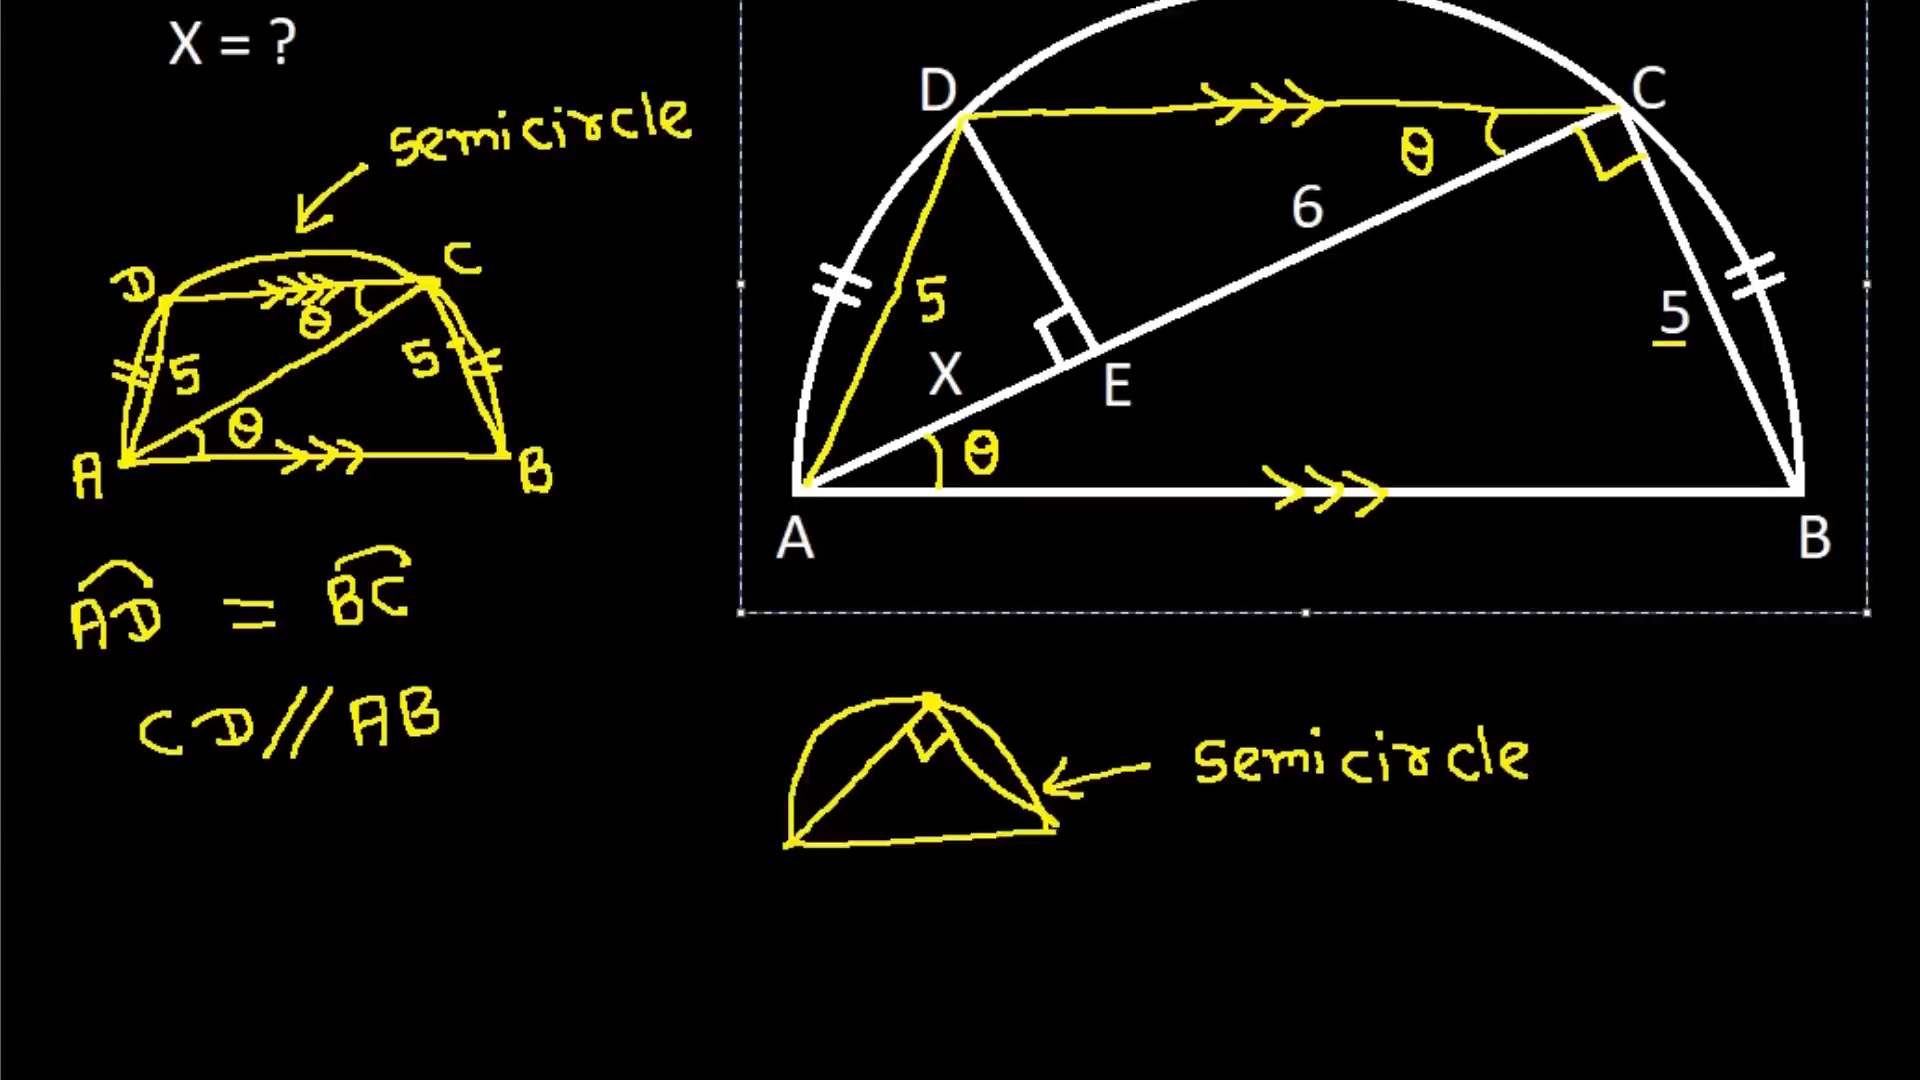 X = ?
semicircle
D C
θ
5 5
θ
A B
AD = BC
CD // AB
D C
θ
6
5 5
X
E
θ
A B
semicircle